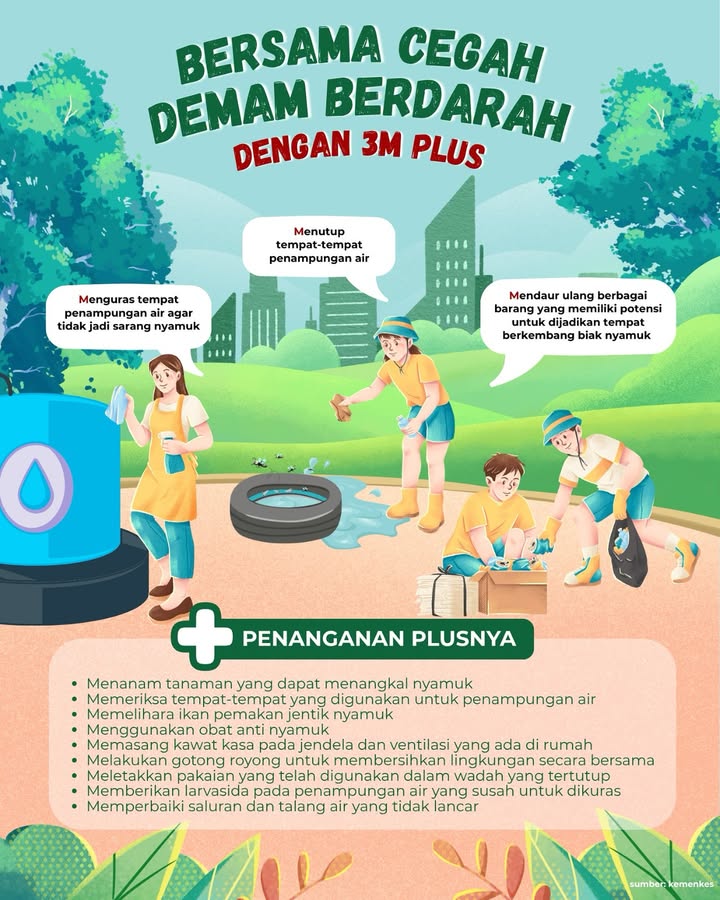 BERSAMA CEGAH
DEMAM BERDARAH
DENGAN 3M PLUS
Menutup
tempat-tempat
penampungan air
Menguras tempat
penampungan air agar
tidak jadi sarang nyamuk
Mendaur ulang berbagai
barang yang memiliki potensi
untuk dijadikan tempat
berkembang biak nyamuk
PENANGANAN PLUSNYA
• Menanam tanaman yang dapat menangkal nyamuk
• Memeriksa tempat-tempat yang digunakan untuk penampungan air
• Memelihara ikan pemakan jentik nyamuk
• Menggunakan obat anti nyamuk
• Memasang kawat kasa pada jendela dan ventilasi yang ada di rumah
• Melakukan gotong royong untuk membersihkan lingkungan secara bersama
• Meletakkan pakaian yang telah digunakan dalam wadah yang tertutup
• Memberikan larvasida pada penampungan air yang susah untuk dikuras
• Memperbaiki saluran dan talang air yang tidak lancar
sumber: kemenkes